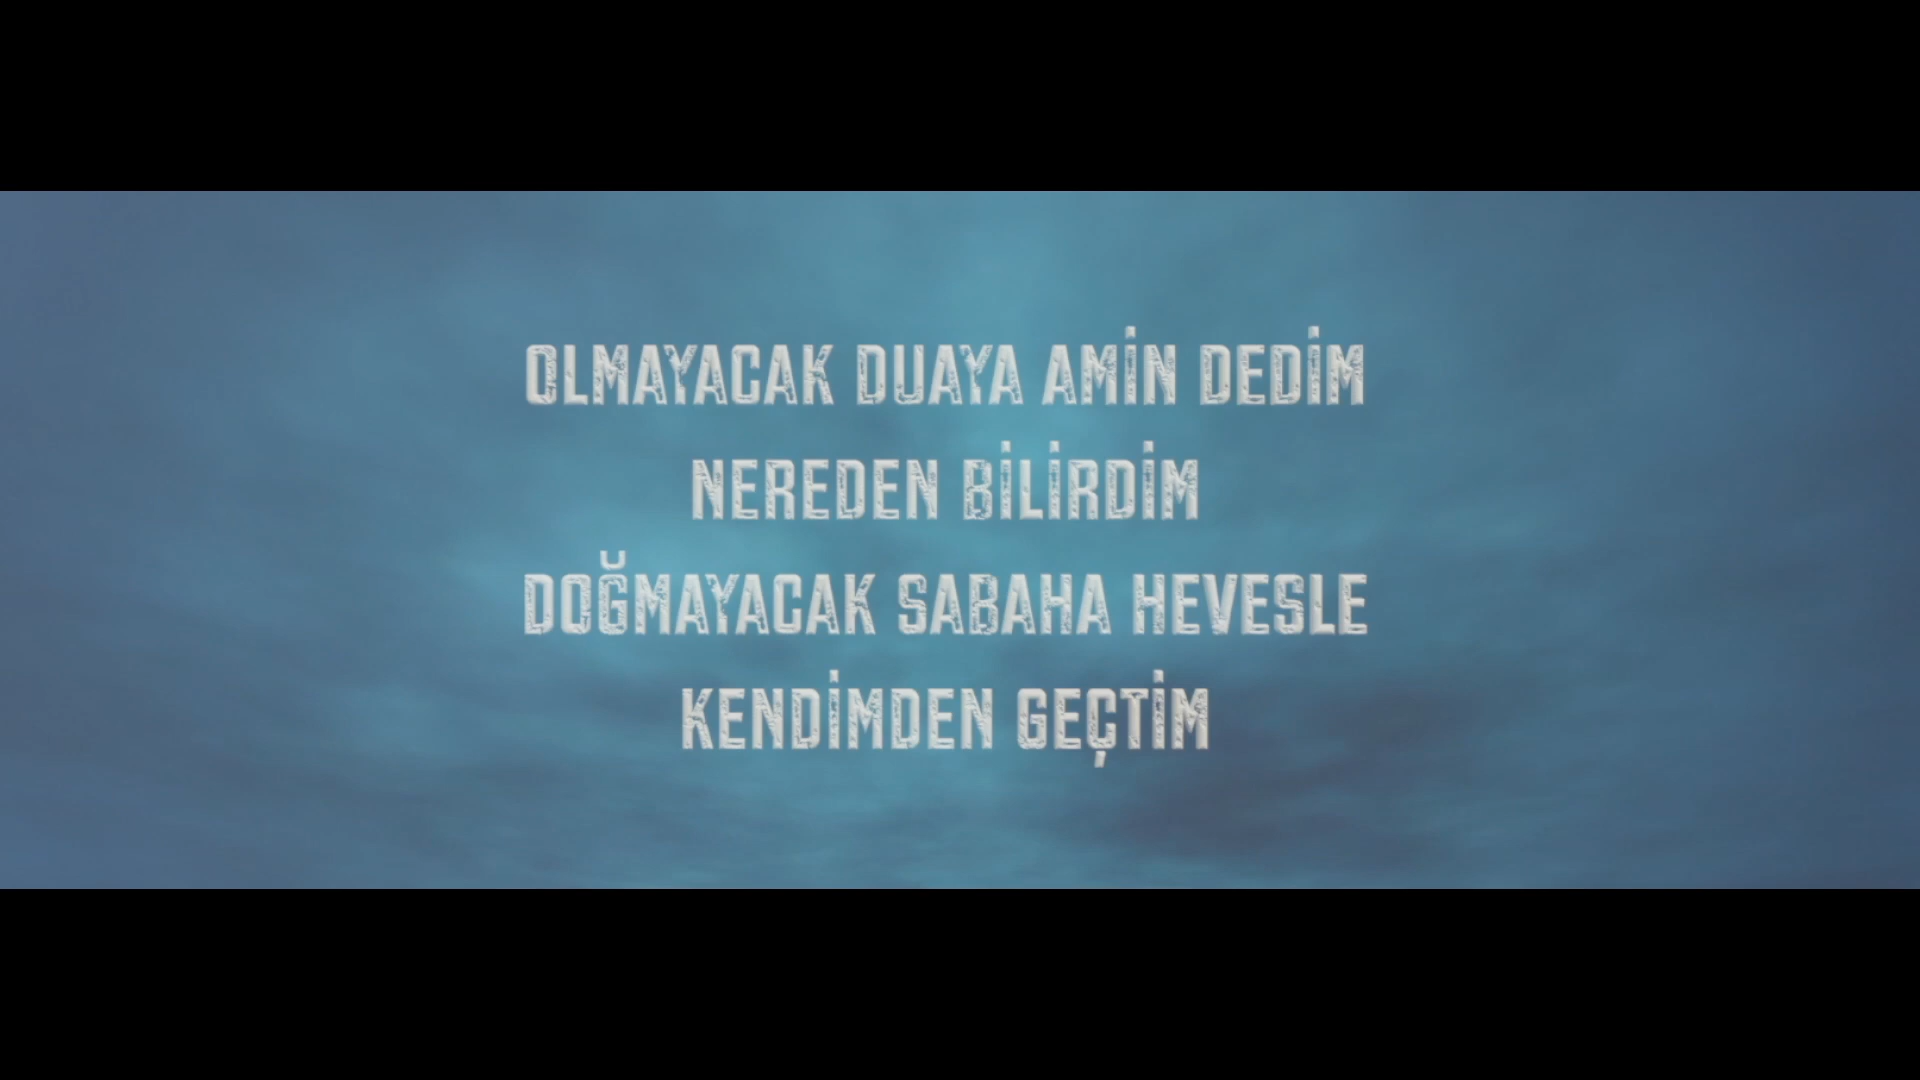 OLMAYACAK DUAYA AMİN DEDİM
NEREDEN BİLİRDİM
DOĞMAYACAK SABAHA HEVESLE
KENDİMDEN GEÇTİM